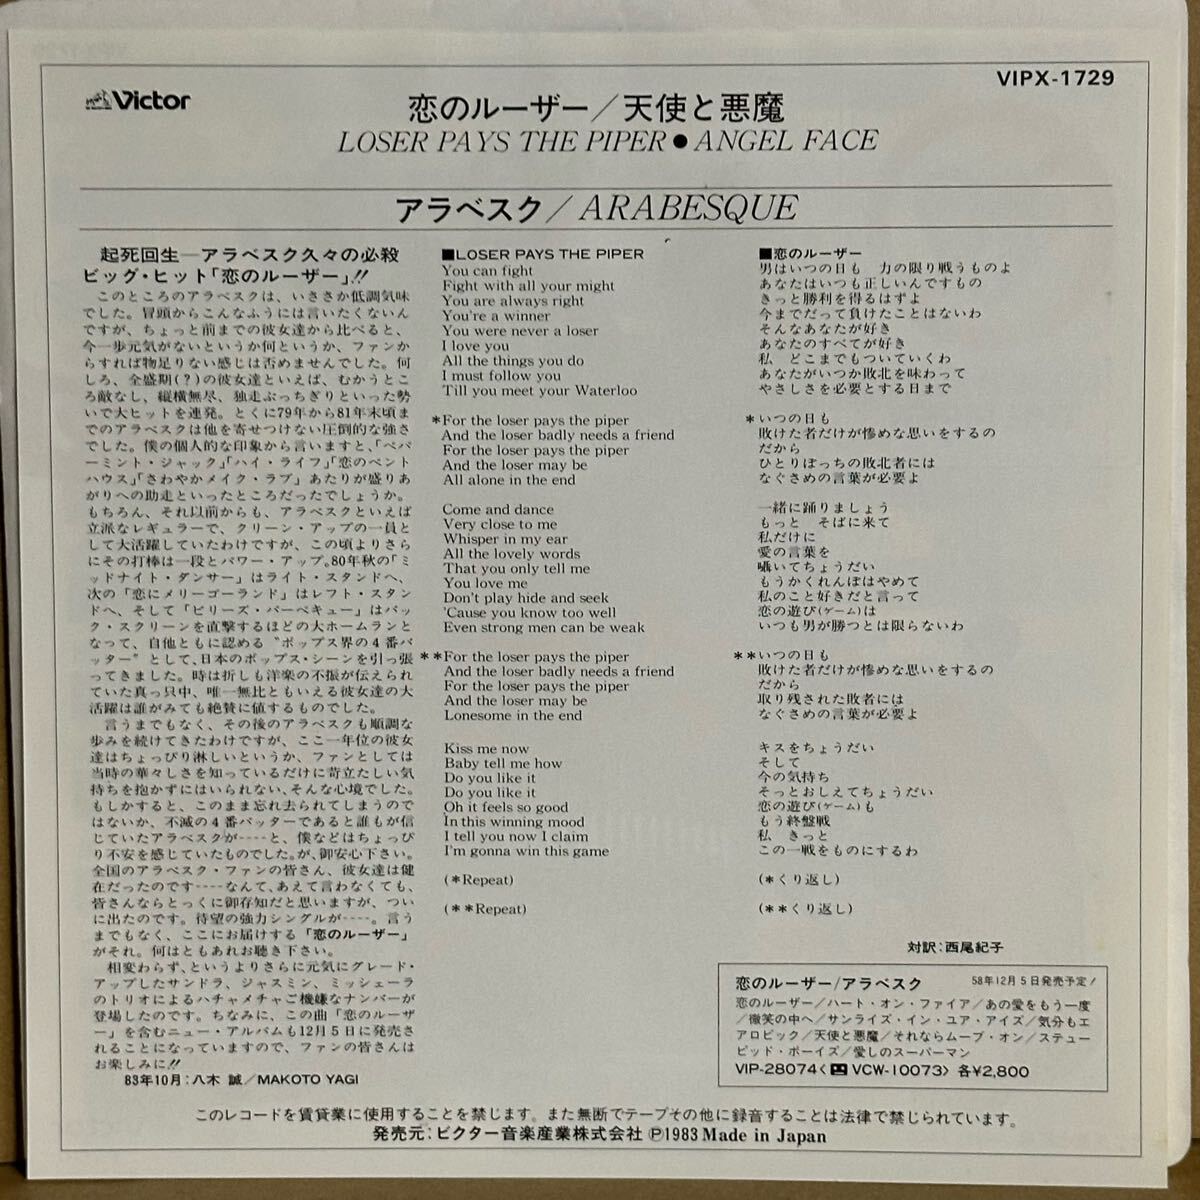 VIPX-1729
Victor
恋のルーザー／天使と悪魔
LOSER PAYS THE PIPER●ANGEL FACE
アラベスク／ARABESQUE
起死回生―アラベスク久々の必殺
ビッグ・ヒット「恋のルーザー」!!
このところのアラベスクは、いささか低調気味
でした。冒頭からこんなふうには言いたくないん
ですが、ちょっと前までの彼女達から比べると、
今一歩元気がないというか何というか、ファンか
らすれば物足りない感じは否めませんでした。何
しろ、全盛期(？)の彼女達といえば、むかうとこ
ろ敵なし、縦横無尽、独走ぶっちぎりといった勢
いで大ヒットを連発。とくに79年から81年末頃ま
でのアラベスクは他を寄せつけない圧倒的な強さ
でした。僕の個人的な印象から言いますと、「ペパ
ーミント・ジャック」「ハイ・ライフ」「恋のペント
ハウス」「さわやかメイク・ラブ」あたりが盛りあ
がりへの助走といったところだったでしょうか。
もちろん、それ以前からも、アラベスクといえば
立派なレギュラーで、クリーン・アップの一員と
して大活躍していたわけですが、この頃よりさら
にその打棒は一段とパワー・アップ。80年秋の「ミ
ッドナイト・ダンサー」はライト・スタンドへ、
次の「恋にメリーゴーランド」はレフト・スタン
ドへ、そして「ビリーズ・バーベキュー」はバッ
ク・スクリーンを直撃するほどの大ホームランと
なって、自他ともに認める“ポップス界の4番バ
ッター”として、日本のポップス・シーンを引っ張
ってきました。時は折しも洋楽の不振が伝えられ
ていた真っ只中、唯一無比ともいえる彼女達の大
活躍は誰がみても絶賛に値するものでした。
言うまでもなく、その後のアラベスクも順調な
歩みを続けてきたわけですが、ここ一年位の彼女
達はちょっぴり淋しいというか、ファンとしては
当時の華々しさを知っているだけに苛立たしい気
持ちを抱かずにはいられない、そんな心境でした。
もしかすると、このまま忘れ去られてしまうので
はないか、不滅の4番バッターであると誰もが信
じていたアラベスクが----と、僕などはちょっぴ
り不安を感じていたものでした。が、御安心下さい。
全国のアラベスク・ファンの皆さん、彼女達は健
在だったのです----なんて、あえて言わなくても、
皆さんならとっくに御存知だと思いますが、つい
に出たのです。待望の強力シングルが----。言う
までもなく、ここにお届けする「恋のルーザー」
がそれ。何はともあれお聴き下さい。
相変わらず、というよりさらに元気にグレード・
アップしたサンドラ、ジャスミン、ミッシェーラ
のトリオによるハチャメチャご機嫌なナンバーが
登場したのです。ちなみに、この曲「恋のルーザ
ー」を含むニュー・アルバムも12月5日に発売さ
れることになっていますので、ファンの皆さんは
お楽しみに!!
83年10月：八木 誠／MAKOTO YAGI
■LOSER PAYS THE PIPER
You can fight
Fight with all your might
You are always right
You're a winner
You were never a loser
I love you
All the things you do
I must follow you
Till you meet your Waterloo
*For the loser pays the piper
And the loser badly needs a friend
For the loser pays the piper
And the loser may be
All alone in the end
Come and dance
Very close to me
Whisper in my ear
All the lovely words
That you only tell me
You love me
Don't play hide and seek
'Cause you know too well
Even strong men can be weak
**For the loser pays the piper
And the loser badly needs a friend
For the loser pays the piper
And the loser may be
Lonesome in the end
Kiss me now
Baby tell me how
Do you like it
Do you like it
Oh it feels so good
In this winning mood
I tell you now I claim
I'm gonna win this game
(*Repeat)
(**Repeat)
■恋のルーザー
男はいつの日も　力の限り戦うものよ
あなたはいつも正しいんですもの
きっと勝利を得るはずよ
今までだって負けたことはないわ
そんなあなたが好き
あなたのすべてが好き
私　どこまでもついていくわ
あなたがいつか敗北を味わって
やさしさを必要とする日まで
*いつの日も
敗けた者だけが惨めな思いをするの
だから
ひとりぼっちの敗北者には
なぐさめの言葉が必要よ
一緒に踊りましょう
もっと　そばに来て
私だけに
愛の言葉を
囁いてちょうだい
もうかくれんぼはやめて
私のこと好きだと言って
恋の遊び(ゲーム)は
いつも男が勝つとは限らないわ
**いつの日も
敗けた者だけが惨めな思いをするの
だから
取り残された敗者には
なぐさめの言葉が必要よ
キスをちょうだい
そして
今の気持ち
そっとおしえてちょうだい
恋の遊び(ゲーム)も
もう終盤戦
私　きっと
この一戦をものにするわ
(*くり返し)
(**くり返し)
対訳：西尾紀子
恋のルーザー/アラベスク　58年12月5日発売予定！
恋のルーザー/ハート・オン・ファイア/あの愛をもう一度
/微笑の中へ/サンライズ・イン・ユア・アイズ/気分もエ
アロビック/天使と悪魔/それならムーブ・オン/ステュー
ピッド・ボーイズ/愛しのスーパーマン
VIP-28074〈VCW-10073〉各¥2,800
このレコードを賃貸業に使用することを禁じます。また無断でテープその他に録音することは法律で禁じられています。
発売元：ビクター音楽産業株式会社 Ⓟ1983 Made in Japan